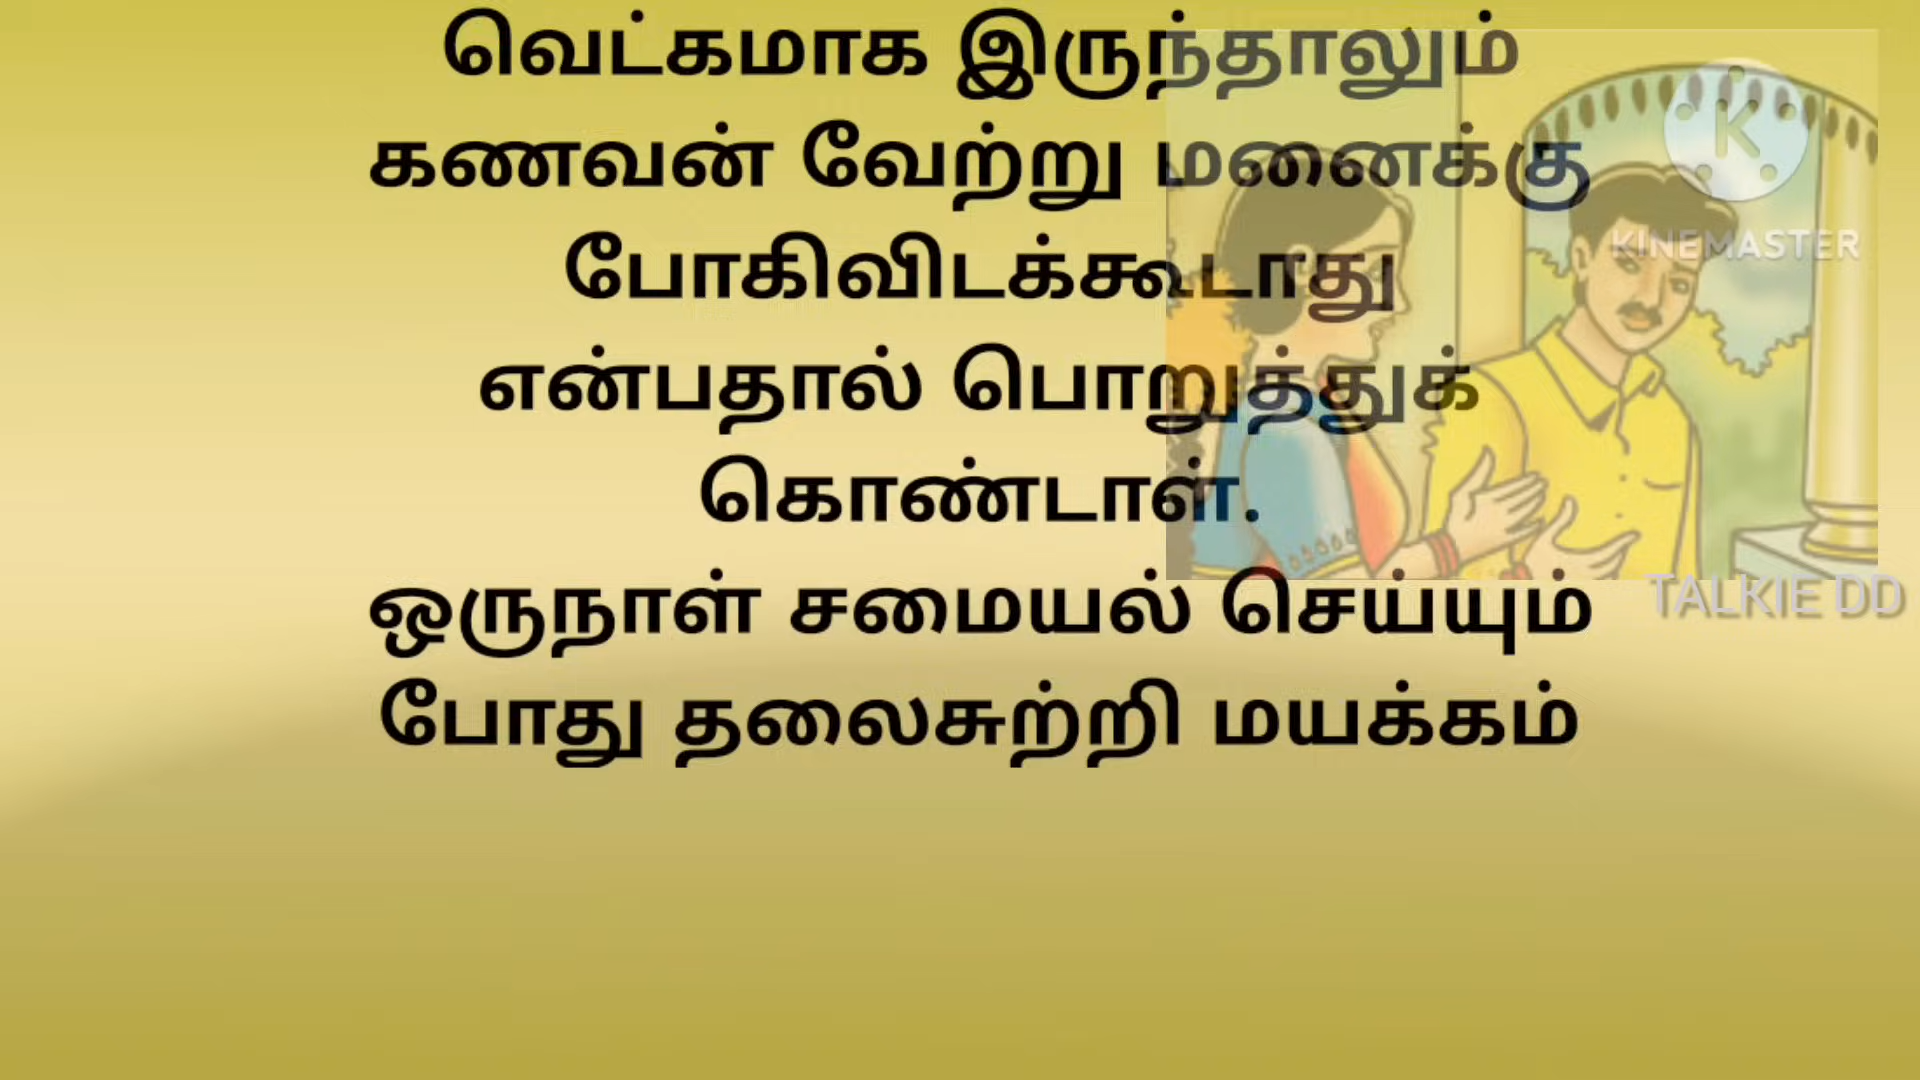 வெட்கமாக இருந்தாலும்
கணவன் வேற்று மனைக்கு
போகிவிடக்கூடாது
என்பதால் பொறுத்துக்
கொண்டாள்.
ஒருநாள் சமையல் செய்யும்
போது தலைசுற்றி மயக்கம்
K
KINEMASTER
TALKIE DD